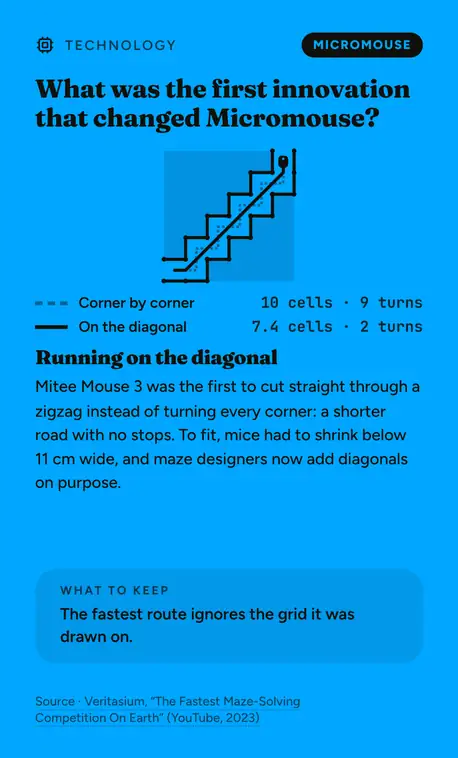 TECHNOLOGY
MICROMOUSE
What was the first innovation
that changed Micromouse?
Corner by corner 10 cells · 9 turns
On the diagonal 7.4 cells · 2 turns
Running on the diagonal
Mitee Mouse 3 was the first to cut straight through a
zigzag instead of turning every corner: a shorter
road with no stops. To fit, mice had to shrink below
11 cm wide, and maze designers now add diagonals
on purpose.
WHAT TO KEEP
The fastest route ignores the grid it was
drawn on.
Source · Veritasium, “The Fastest Maze-Solving
Competition On Earth” (YouTube, 2023)